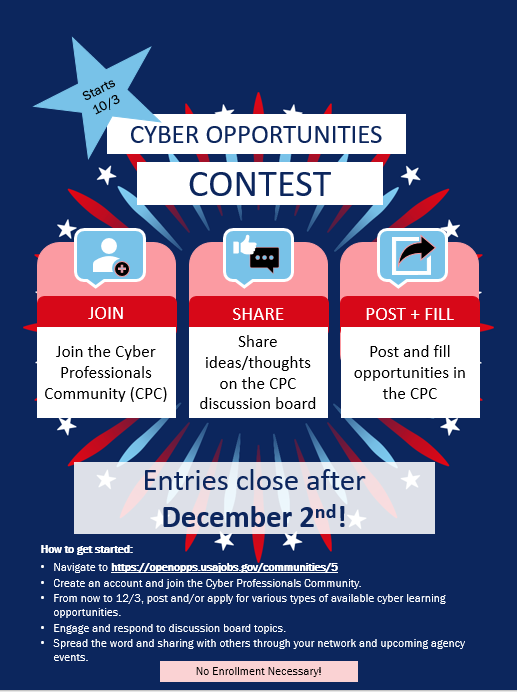 Starts
10/3
CYBER OPPORTUNITIES
CONTEST
JOIN
Join the Cyber
Professionals
Community (CPC)
SHARE
Share
ideas/thoughts
on the CPC
discussion board
POST + FILL
Post and fill
opportunities in
the CPC
Entries close after
December 2nd!
How to get started:
• Navigate to https://openopps.usajobs.gov/communities/5
• Create an account and join the Cyber Professionals Community.
• From now to 12/3, post and/or apply for various types of available cyber learning
opportunities.
• Engage and respond to discussion board topics.
• Spread the word and sharing with others through your network and upcoming agency
events.
No Enrollment Necessary!